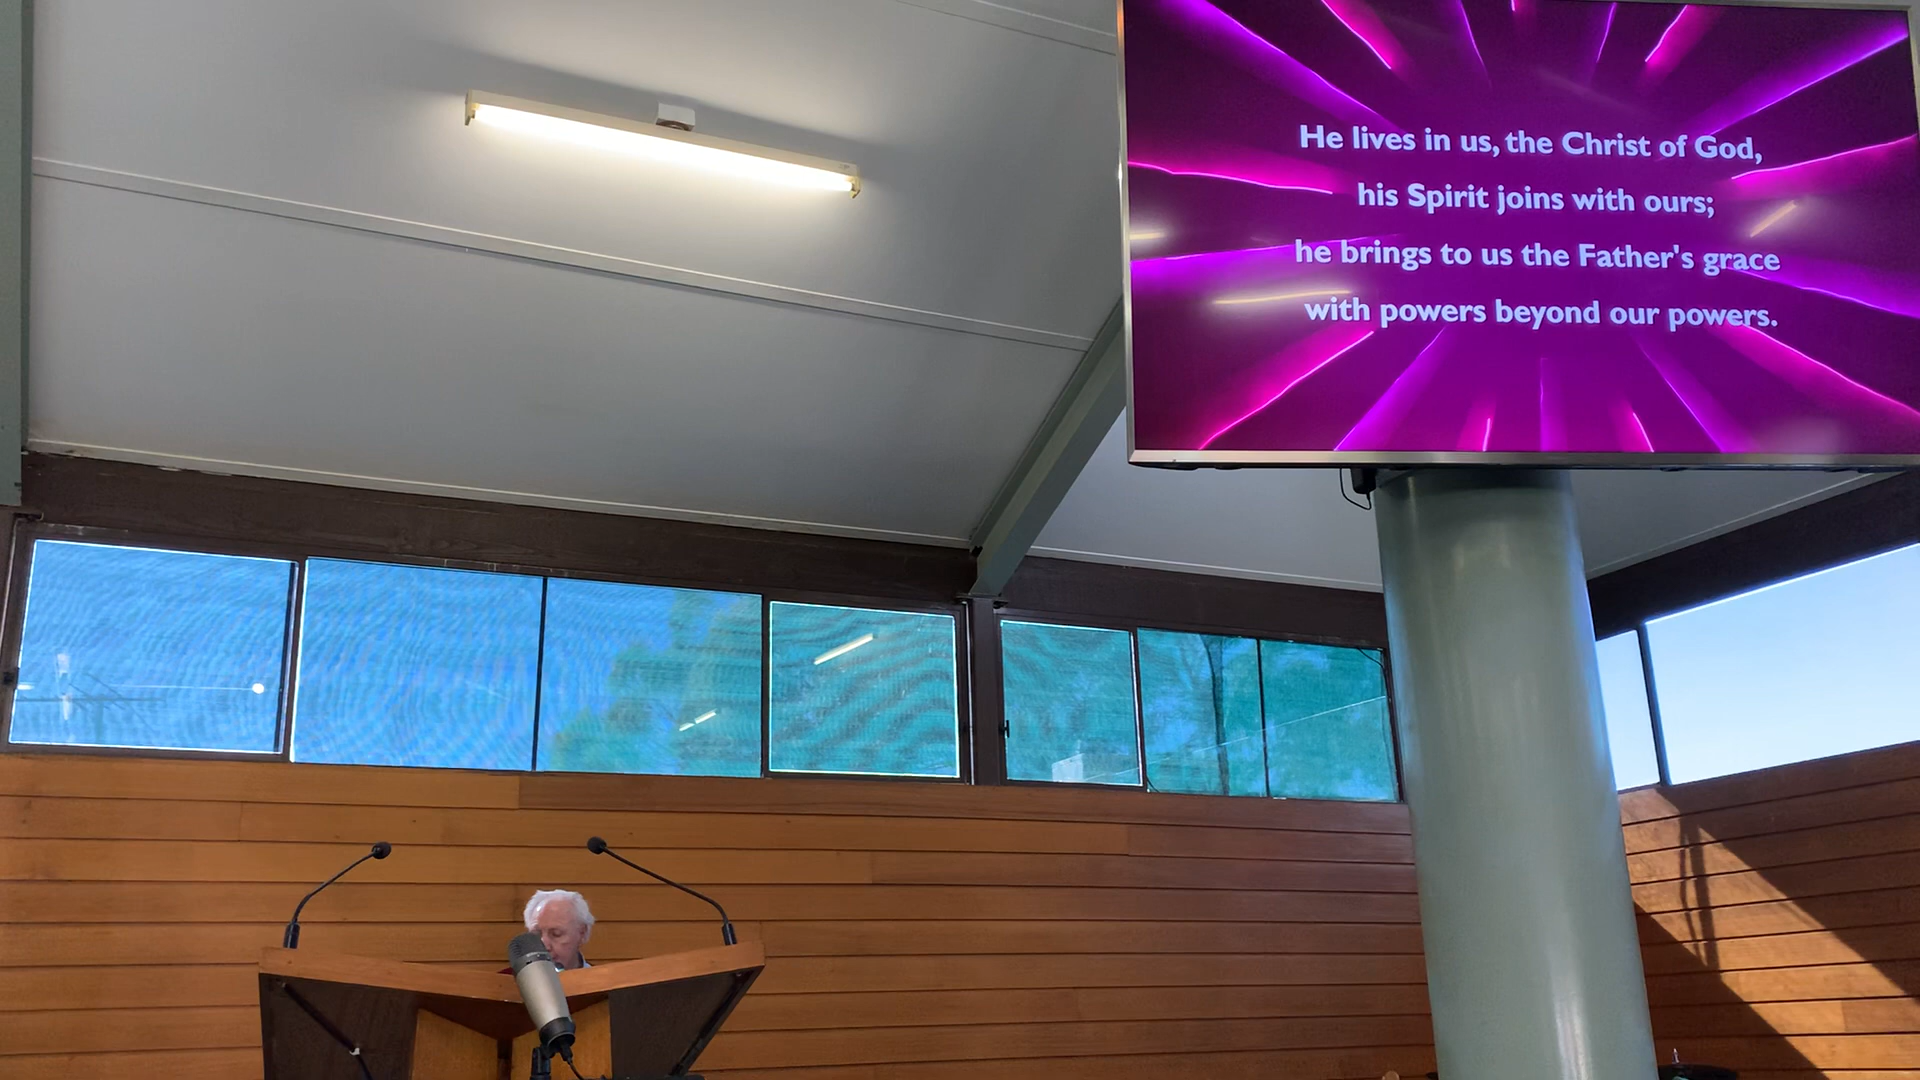 He lives in us, the Christ of God,
his Spirit joins with ours;
he brings to us the Father's grace
with powers beyond our powers.